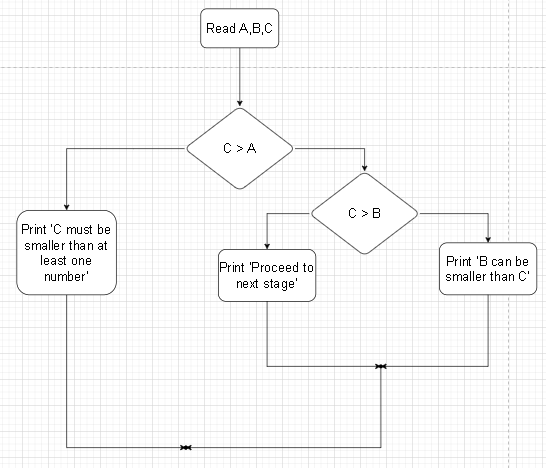 Read A,B,C
C > A
C > B
Print 'C must be
smaller than at
least one
number'
Print 'Proceed to
next stage'
Print 'B can be
smaller than C'